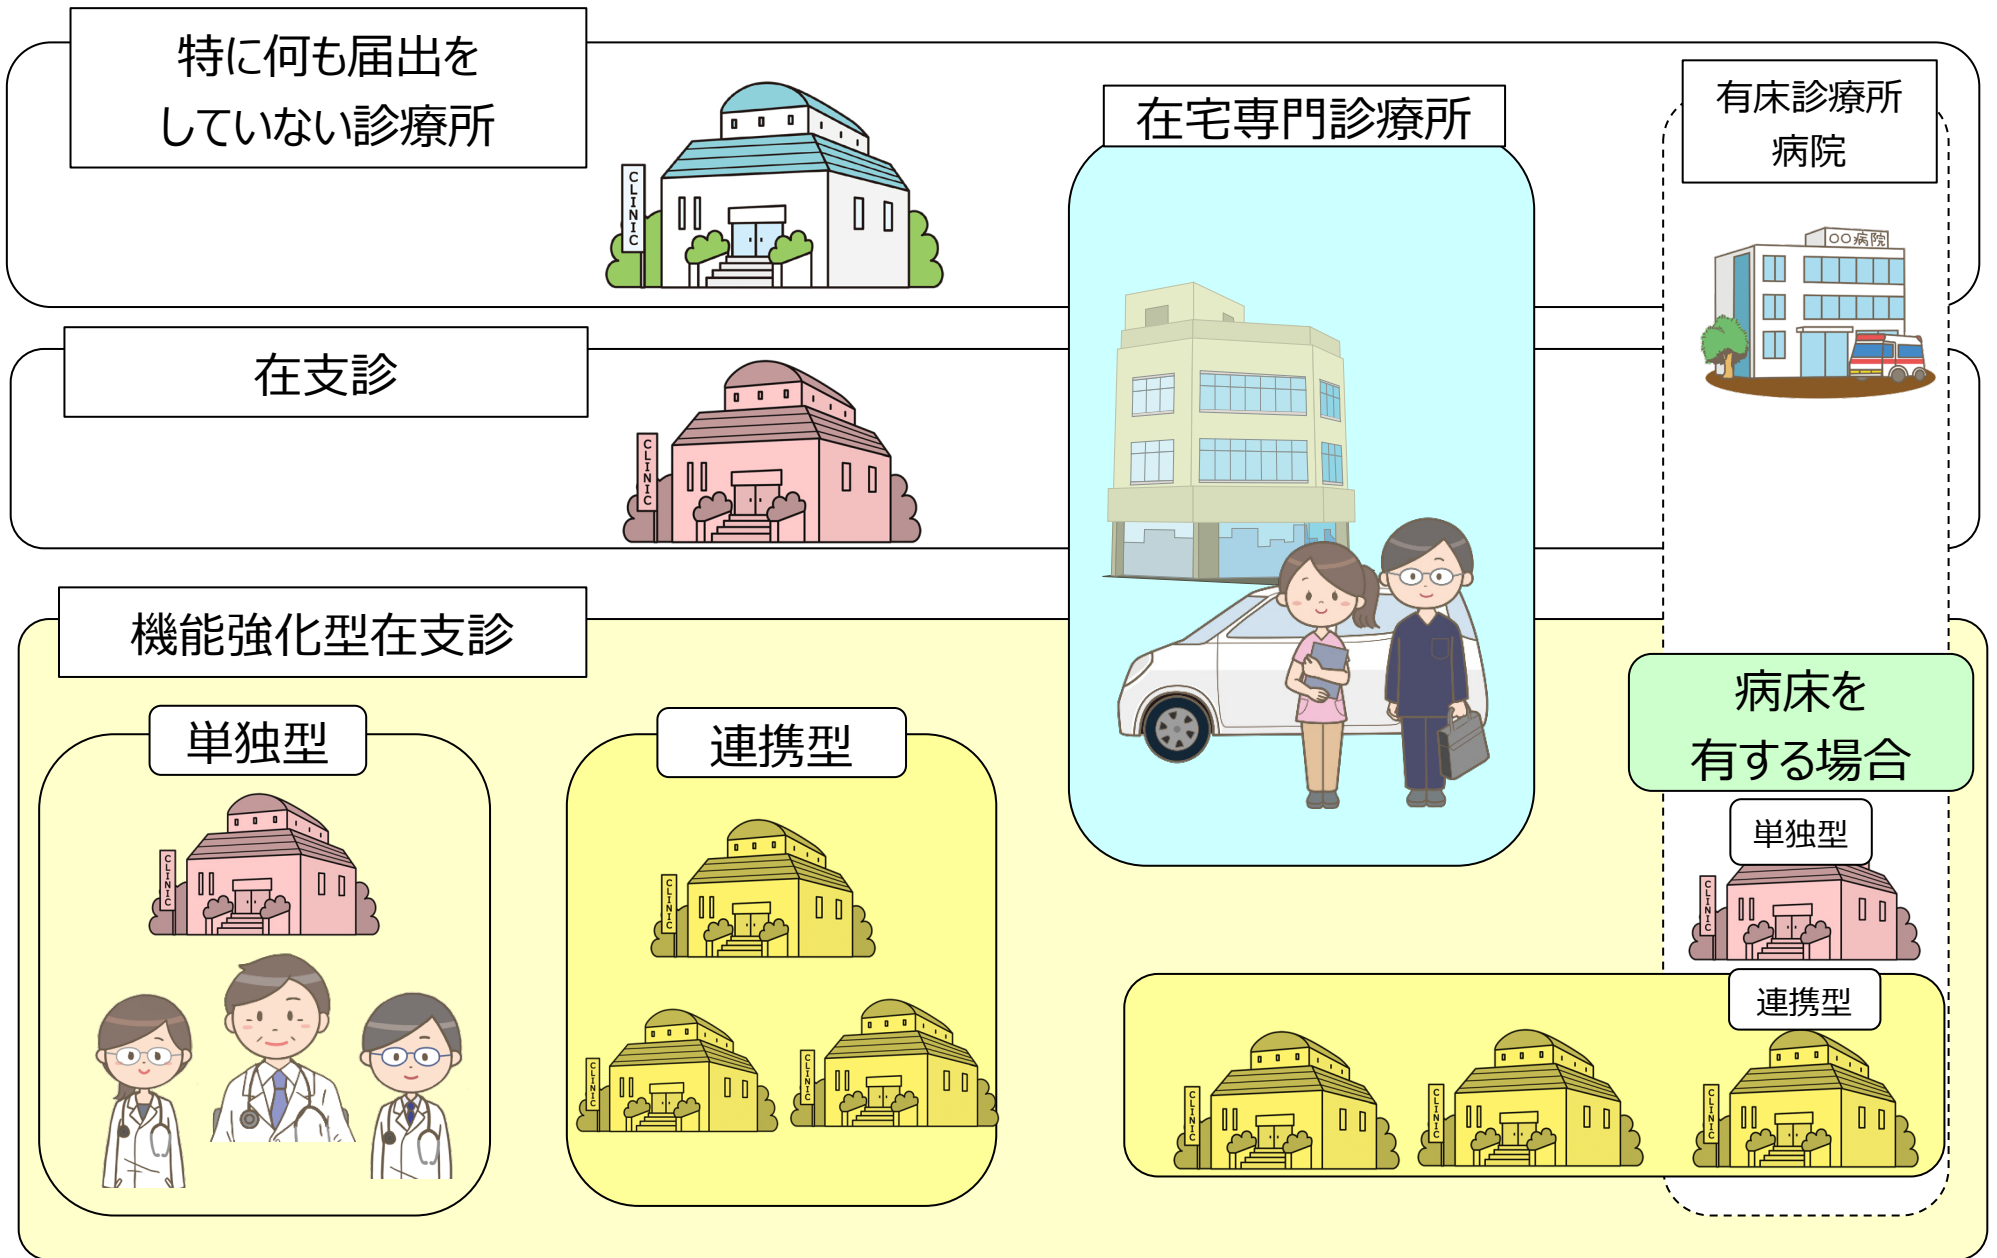 特に何も届出を
していない診療所
CLINIC
在宅専門診療所
有床診療所
病院
○○病院
在支診
CLINIC
機能強化型在支診
単独型
CLINIC
連携型
CLINIC
CLINIC
CLINIC
病床を
有する場合
単独型
CLINIC
連携型
CLINIC
CLINIC
CLINIC